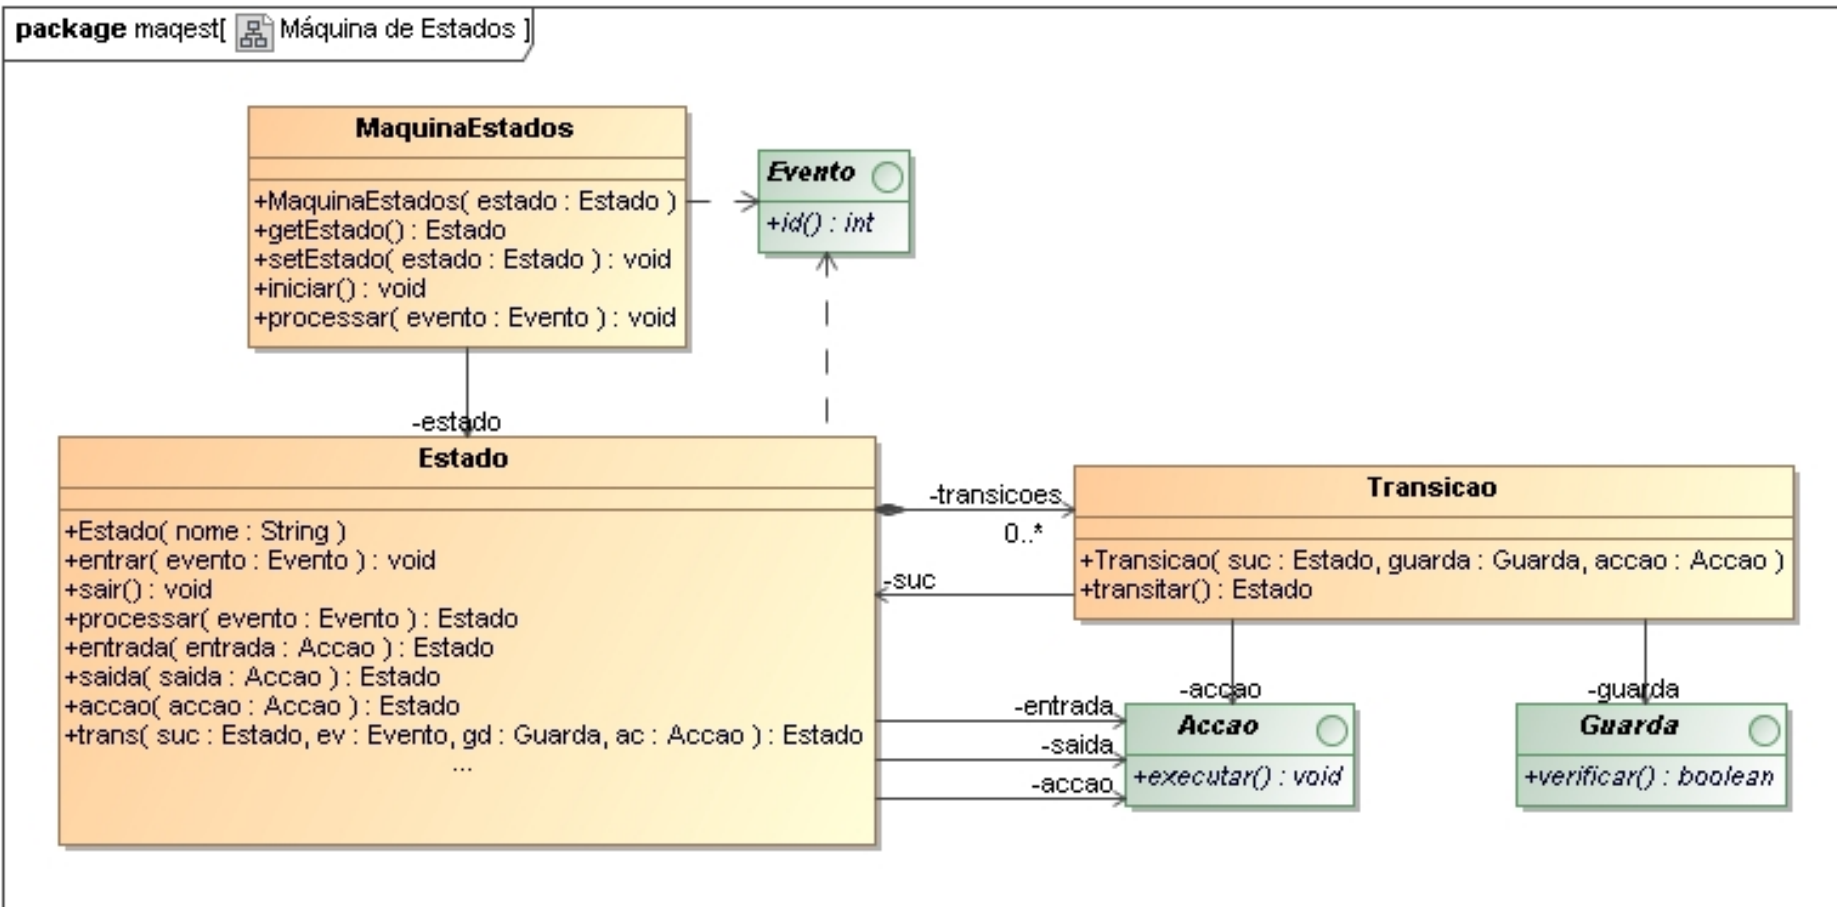 package maqest[ Máquina de Estados ]
MaquinaEstados
+MaquinaEstados( estado : Estado )
+getEstado() : Estado
+setEstado( estado : Estado ) : void
+iniciar() : void
+processar( evento : Evento ) : void
Evento
+id() : int
-estado
Estado
+Estado( nome : String )
+entrar( evento : Evento ) : void
+sair() : void
+processar( evento : Evento ) : Estado
+entrada( entrada : Accao ) : Estado
+saida( saida : Accao ) : Estado
+accao( accao : Accao ) : Estado
+trans( suc : Estado, ev : Evento, gd : Guarda, ac : Accao ) : Estado
...
-transicoes
0..*
-suc
Transicao
+Transicao( suc : Estado, guarda : Guarda, accao : Accao )
+transitar() : Estado
-accao
-guarda
-entrada
-saida
-accao
Accao
+executar() : void
Guarda
+verificar() : boolean